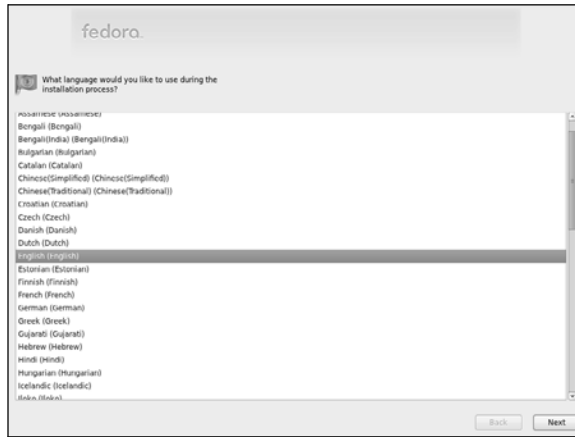 fedora
What language would you like to use during the
installation process?
Assamese (Assamese)
Bengali (Bengali)
Bengali(India) (Bengali(India))
Bulgarian (Bulgarian)
Catalan (Catalan)
Chinese(Simplified) (Chinese(Simplified))
Chinese(Traditional) (Chinese(Traditional))
Croatian (Croatian)
Czech (Czech)
Danish (Danish)
Dutch (Dutch)
English (English)
Estonian (Estonian)
Finnish (Finnish)
French (French)
German (German)
Greek (Greek)
Gujarati (Gujarati)
Hebrew (Hebrew)
Hindi (Hindi)
Hungarian (Hungarian)
Icelandic (Icelandic)
Iloko (Iloko)
Back
Next